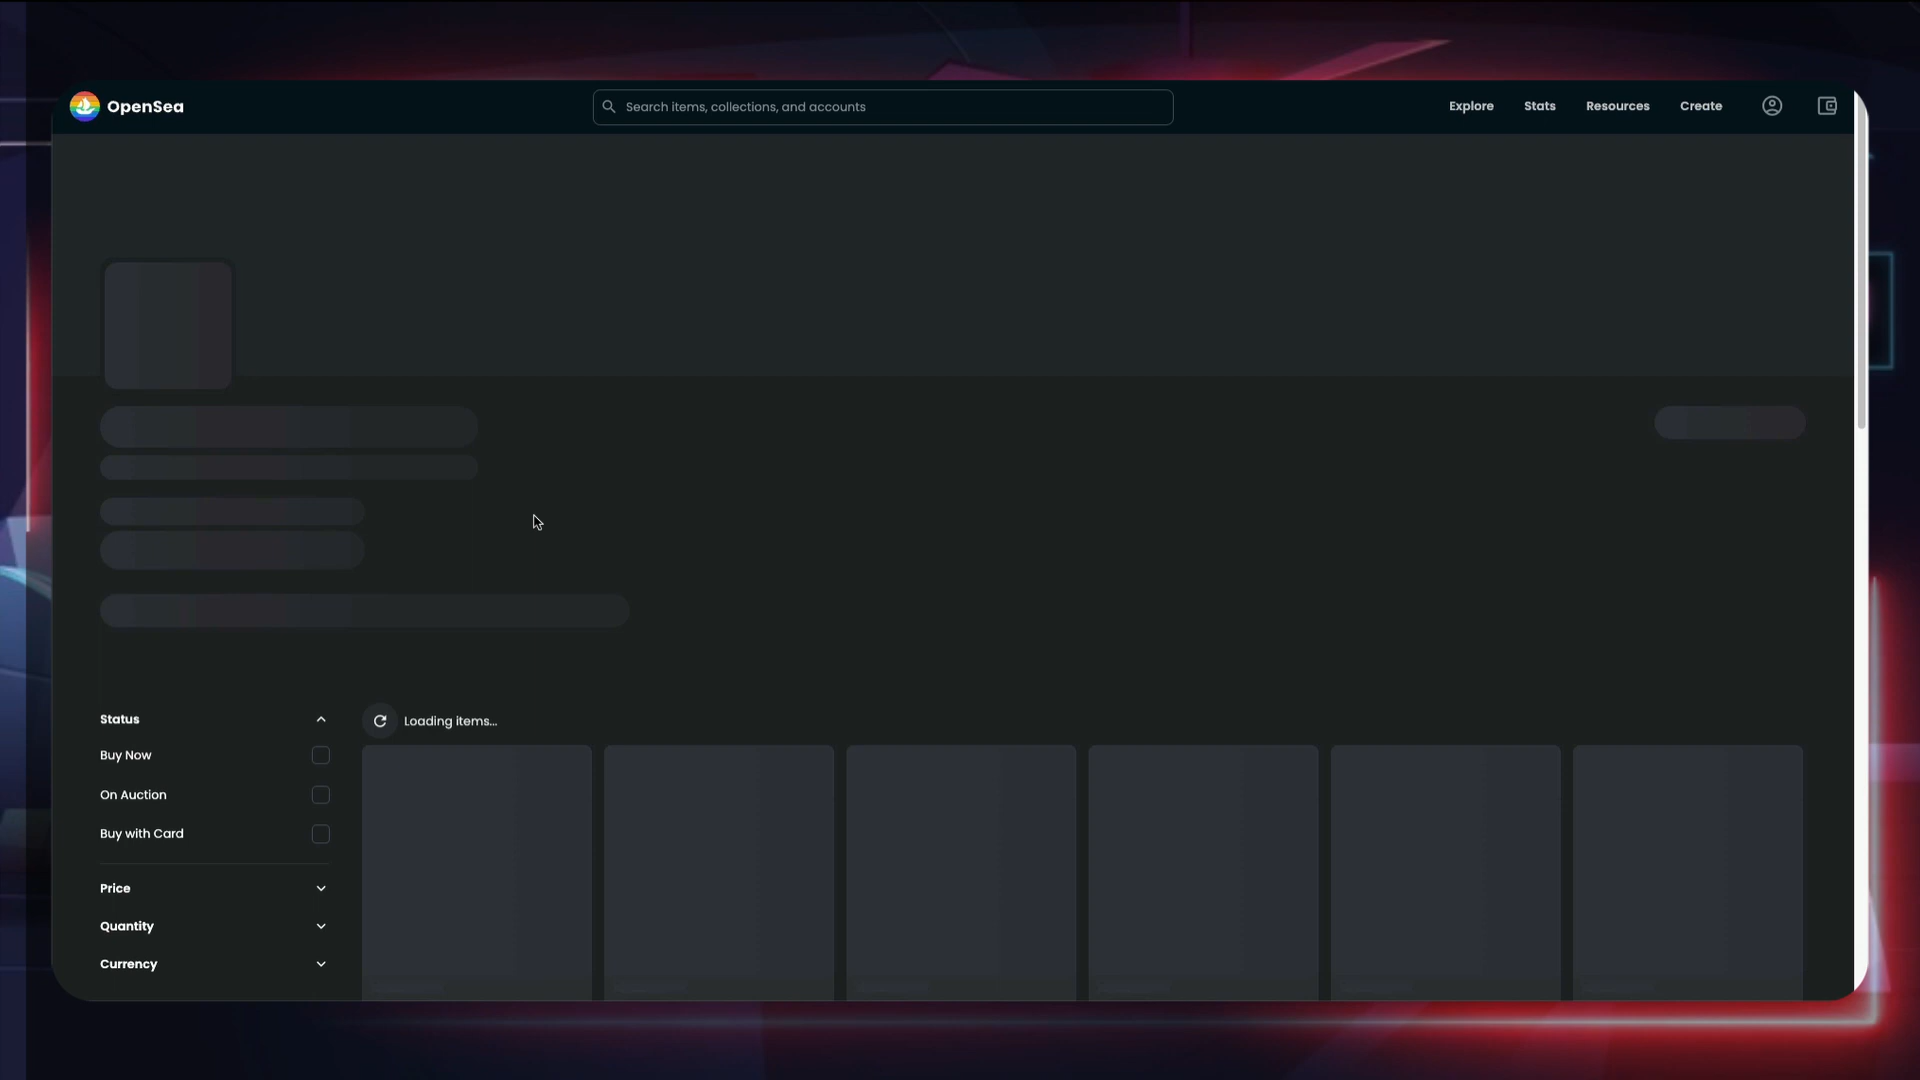 OpenSea
Search items, collections, and accounts
Explore
Stats
Resources
Create
Status
Buy Now
On Auction
Buy with Card
Price
Quantity
Currency
Loading items...